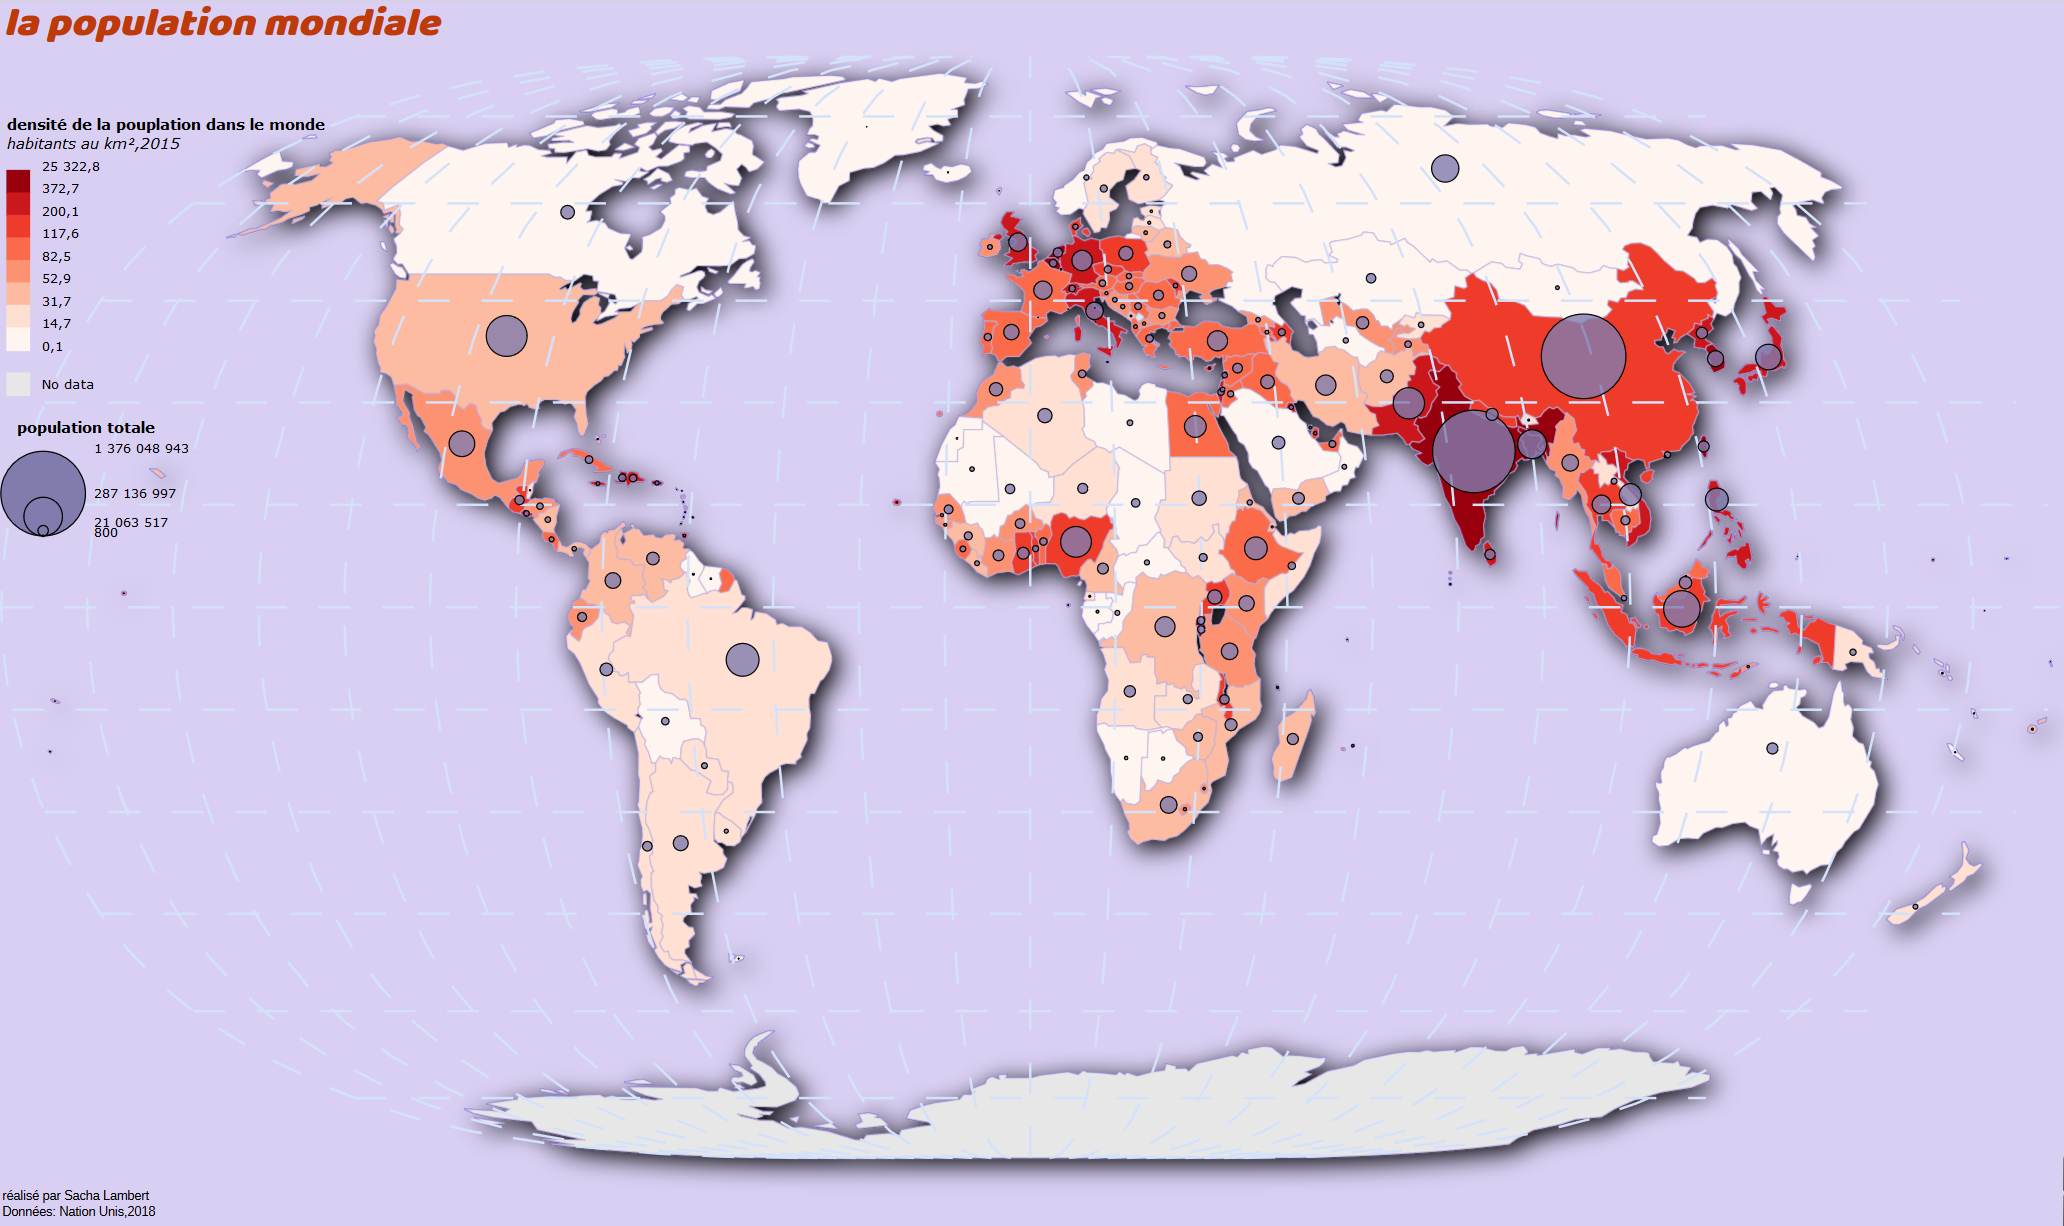 la population mondiale
densité de la pouplation dans le monde
habitants au km²,2015
25 322,8
372,7
200,1
117,6
82,5
52,9
31,7
14,7
0,1
No data
population totale
1 376 048 943
287 136 997
21 063 517
800
réalisé par Sacha Lambert
Données: Nation Unis,2018